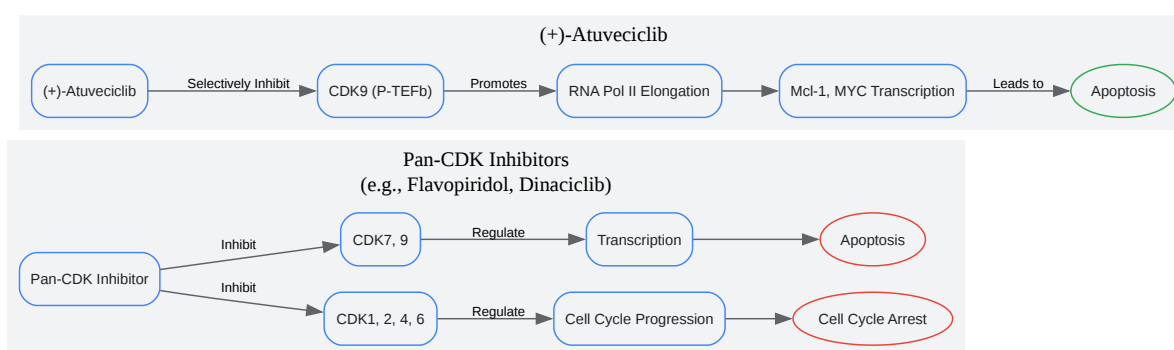 (+)-Atuveciclib
(+)-Atuveciclib
Selectively Inhibit
CDK9 (P-TEFb)
Promotes
RNA Pol II Elongation
Mcl-1, MYC Transcription
Leads to
Apoptosis
Pan-CDK Inhibitors
(e.g., Flavopiridol, Dinaciclib)
Pan-CDK Inhibitor
Inhibit
CDK7, 9
Regulate
Transcription
Apoptosis
Inhibit
CDK1, 2, 4, 6
Regulate
Cell Cycle Progression
Cell Cycle Arrest